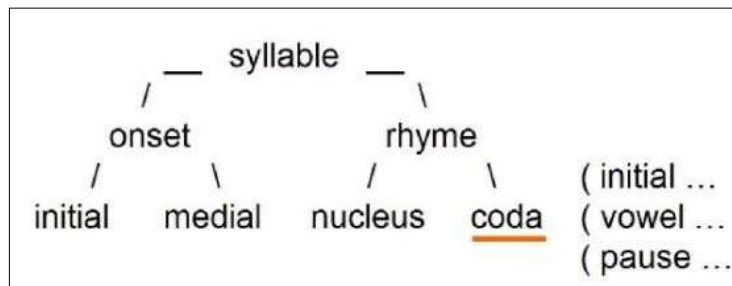 syllable
onset rhyme
( initial …
initial medial nucleus coda ( vowel …
( pause …